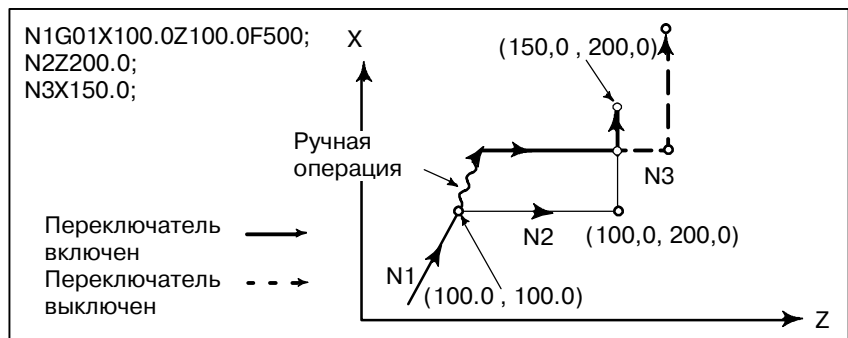 N1G01X100.0Z100.0F500;
N2Z200.0;
N3X150.0;
X
(150,0 , 200,0)
Ручная
операция
N3
Переключатель
включен
N2
(100,0, 200,0)
Переключатель
выключен
N1
(100.0 , 100.0)
Z